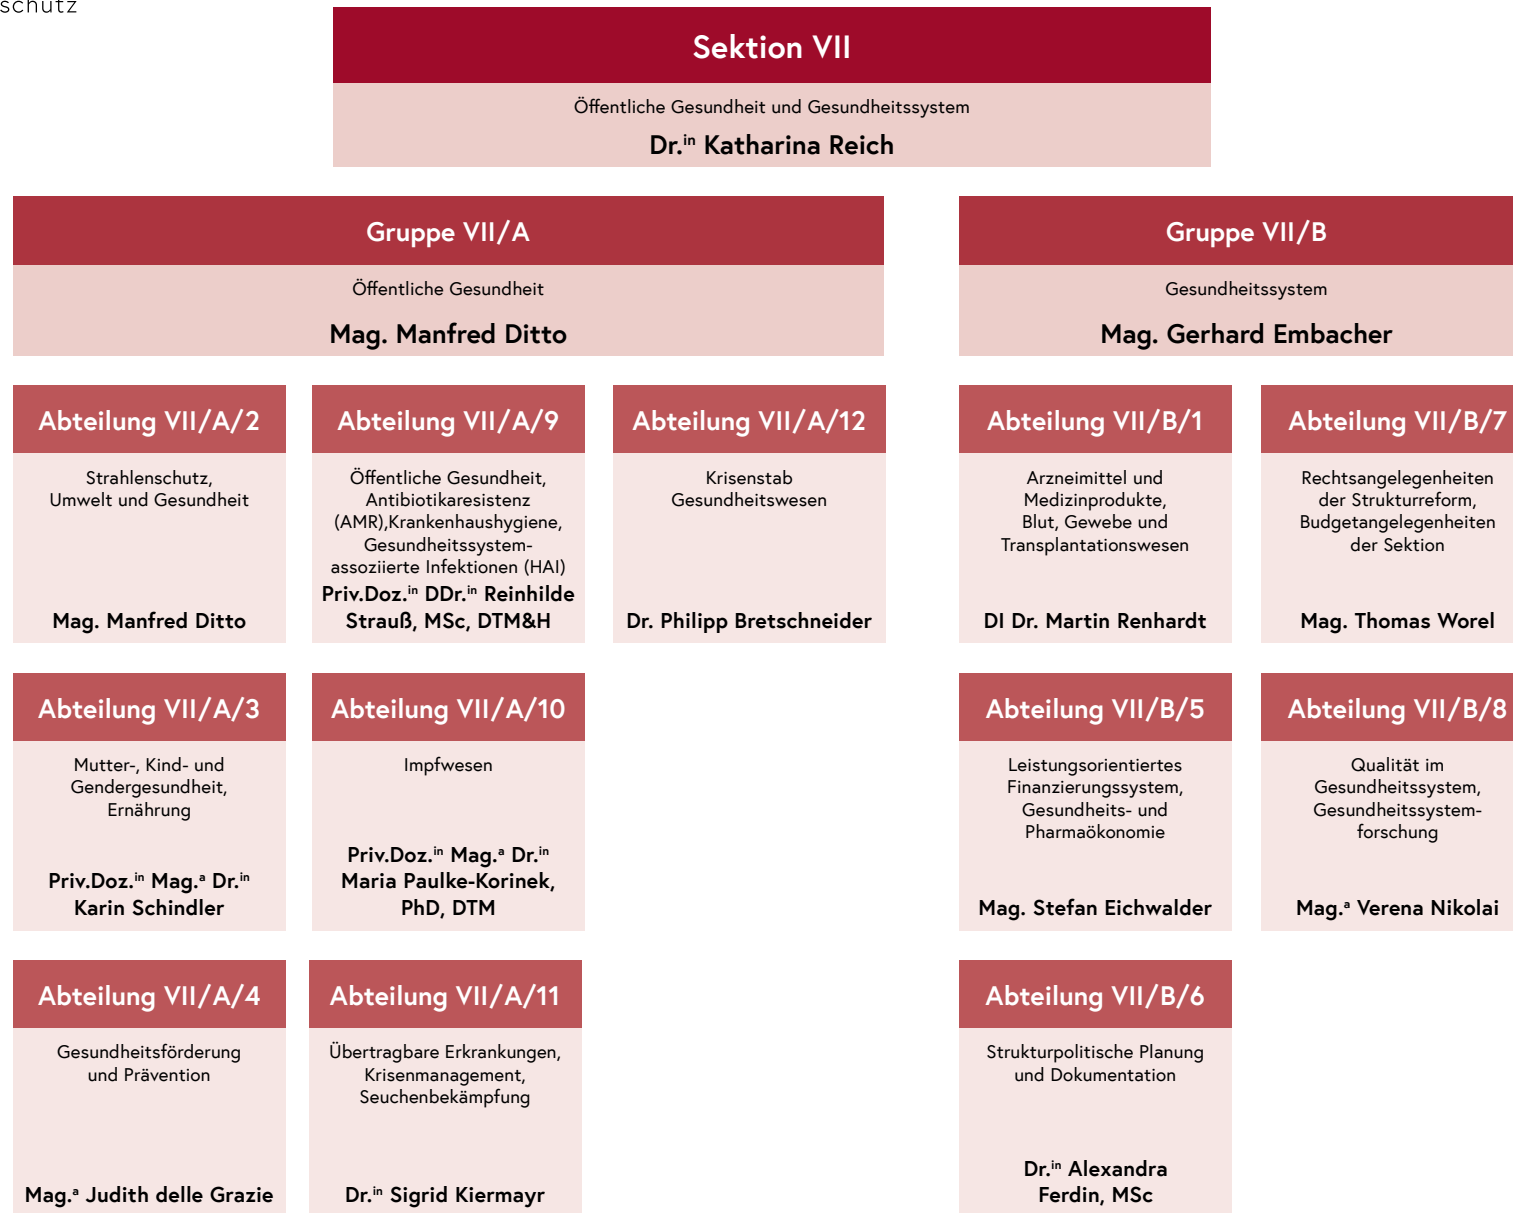 schutz
Sektion VII
Öffentliche Gesundheit und Gesundheitssystem
Dr.in Katharina Reich
Gruppe VII/A
Öffentliche Gesundheit
Mag. Manfred Ditto
Gruppe VII/B
Gesundheitssystem
Mag. Gerhard Embacher
Abteilung VII/A/2
Strahlenschutz,
Umwelt und Gesundheit
Mag. Manfred Ditto
Abteilung VII/A/9
Öffentliche Gesundheit,
Antibiotikaresistenz
(AMR),Krankenhaushygiene,
Gesundheitssystem-
assoziierte Infektionen (HAI)
Priv.Doz.in DDr.in Reinhilde
Strauß, MSc, DTM&H
Abteilung VII/A/12
Krisenstab
Gesundheitswesen
Dr. Philipp Bretschneider
Abteilung VII/B/1
Arzneimittel und
Medizinprodukte,
Blut, Gewebe und
Transplantationswesen
DI Dr. Martin Renhardt
Abteilung VII/B/7
Rechtsangelegenheiten
der Strukturreform,
Budgetangelegenheiten
der Sektion
Mag. Thomas Worel
Abteilung VII/A/3
Mutter-, Kind- und
Gendergesundheit,
Ernährung
Priv.Doz.in Mag.a Dr.in
Karin Schindler
Abteilung VII/A/10
Impfwesen
Priv.Doz.in Mag.a Dr.in
Maria Paulke-Korinek,
PhD, DTM
Abteilung VII/B/5
Leistungsorientiertes
Finanzierungssystem,
Gesundheits- und
Pharmaökonomie
Mag. Stefan Eichwalder
Abteilung VII/B/8
Qualität im
Gesundheitssystem,
Gesundheitssystem-
forschung
Mag.a Verena Nikolai
Abteilung VII/A/4
Gesundheitsförderung
und Prävention
Mag.a Judith delle Grazie
Abteilung VII/A/11
Übertragbare Erkrankungen,
Krisenmanagement,
Seuchenbekämpfung
Dr.in Sigrid Kiermayr
Abteilung VII/B/6
Strukturpolitische Planung
und Dokumentation
Dr.in Alexandra
Ferdin, MSc